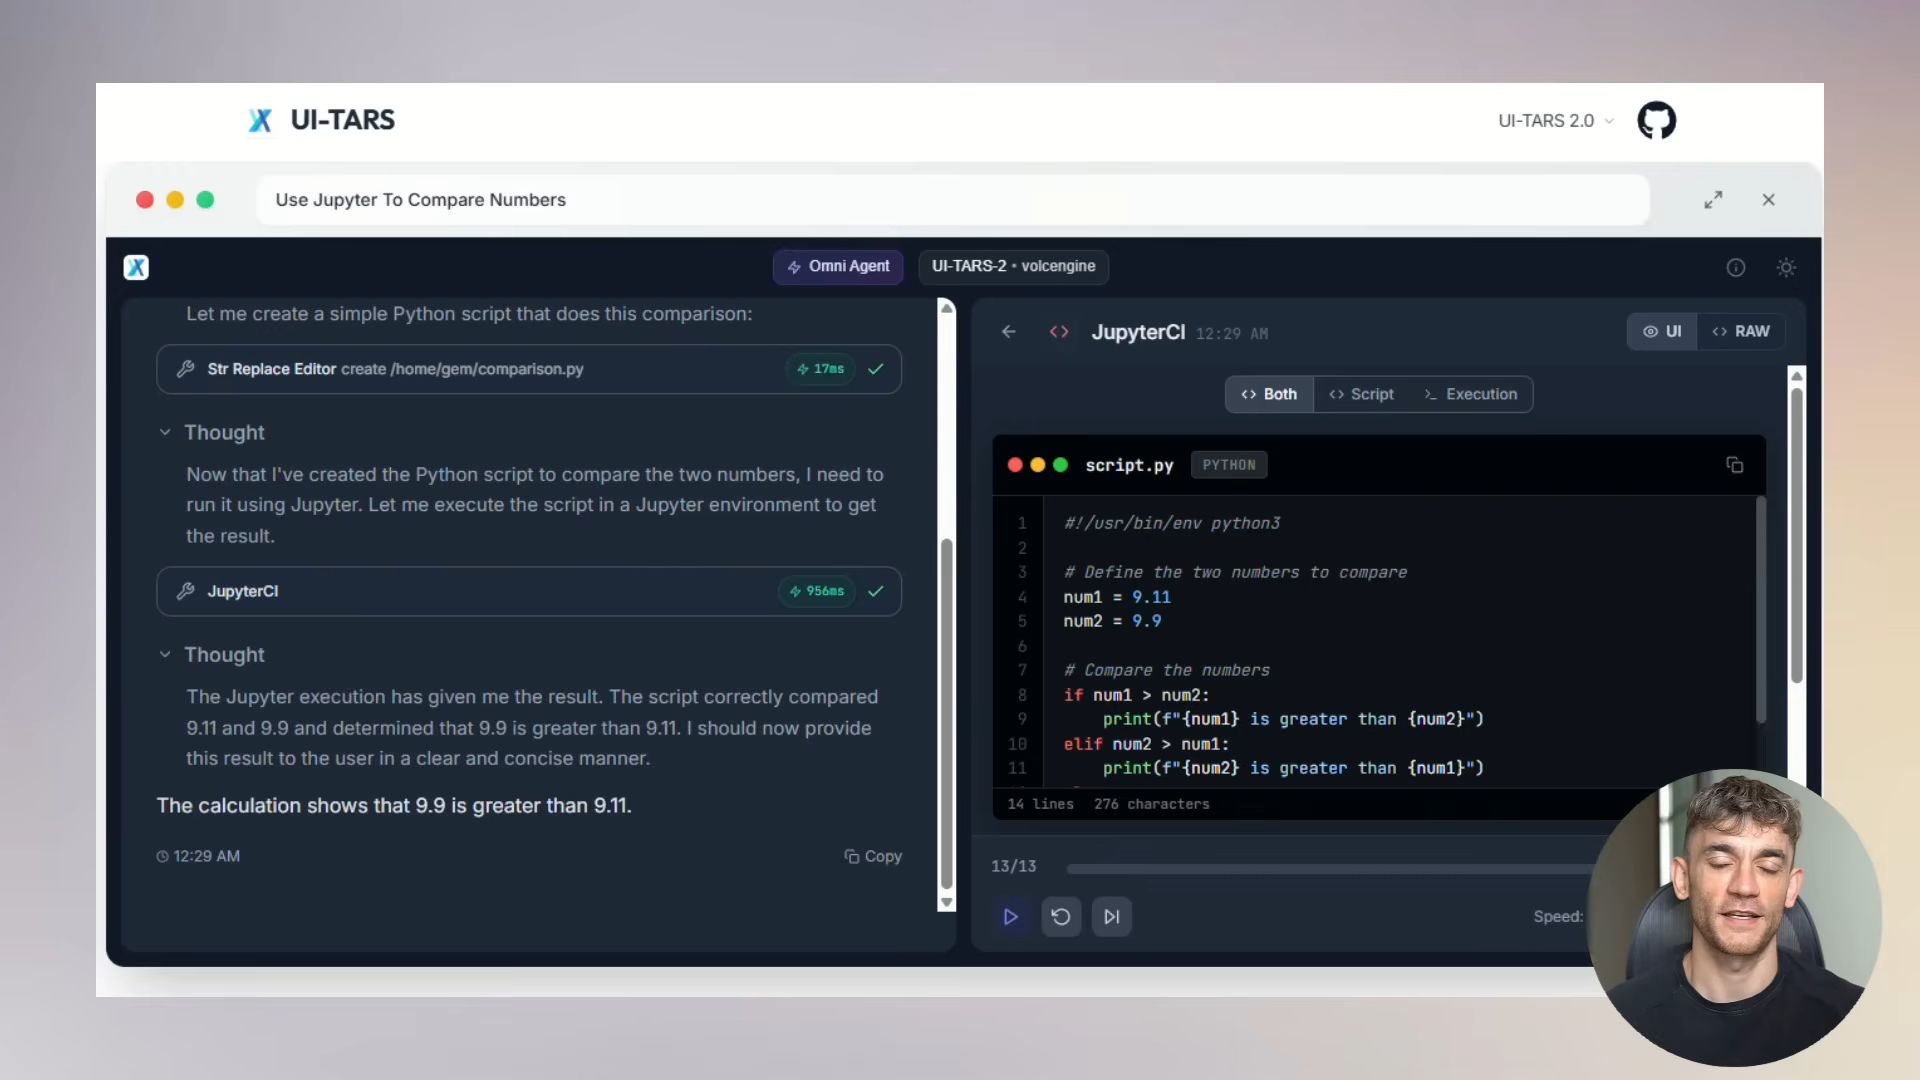 UI-TARS
UI-TARS 2.0
Use Jupyter To Compare Numbers
Omni Agent
UI-TARS-2 • volcengine
Let me create a simple Python script that does this comparison:
Str Replace Editor create /home/gem/comparison.py
17ms
Thought
Now that I've created the Python script to compare the two numbers, I need to
run it using Jupyter. Let me execute the script in a Jupyter environment to get
the result.
JupyterCI
956ms
Thought
The Jupyter execution has given me the result. The script correctly compared
9.11 and 9.9 and determined that 9.9 is greater than 9.11. I should now provide
this result to the user in a clear and concise manner.
The calculation shows that 9.9 is greater than 9.11.
12:29 AM
Copy
JupyterCI 12:29 AM
UI
RAW
Both
Script
Execution
script.py
PYTHON
1 #!/usr/bin/env python3
2
3 # Define the two numbers to compare
4 num1 = 9.11
5 num2 = 9.9
6
7 # Compare the numbers
8 if num1 > num2:
9 print(f"{num1} is greater than {num2}")
10 elif num2 > num1:
11 print(f"{num2} is greater than {num1}")
14 lines 276 characters
13/13
Speed: